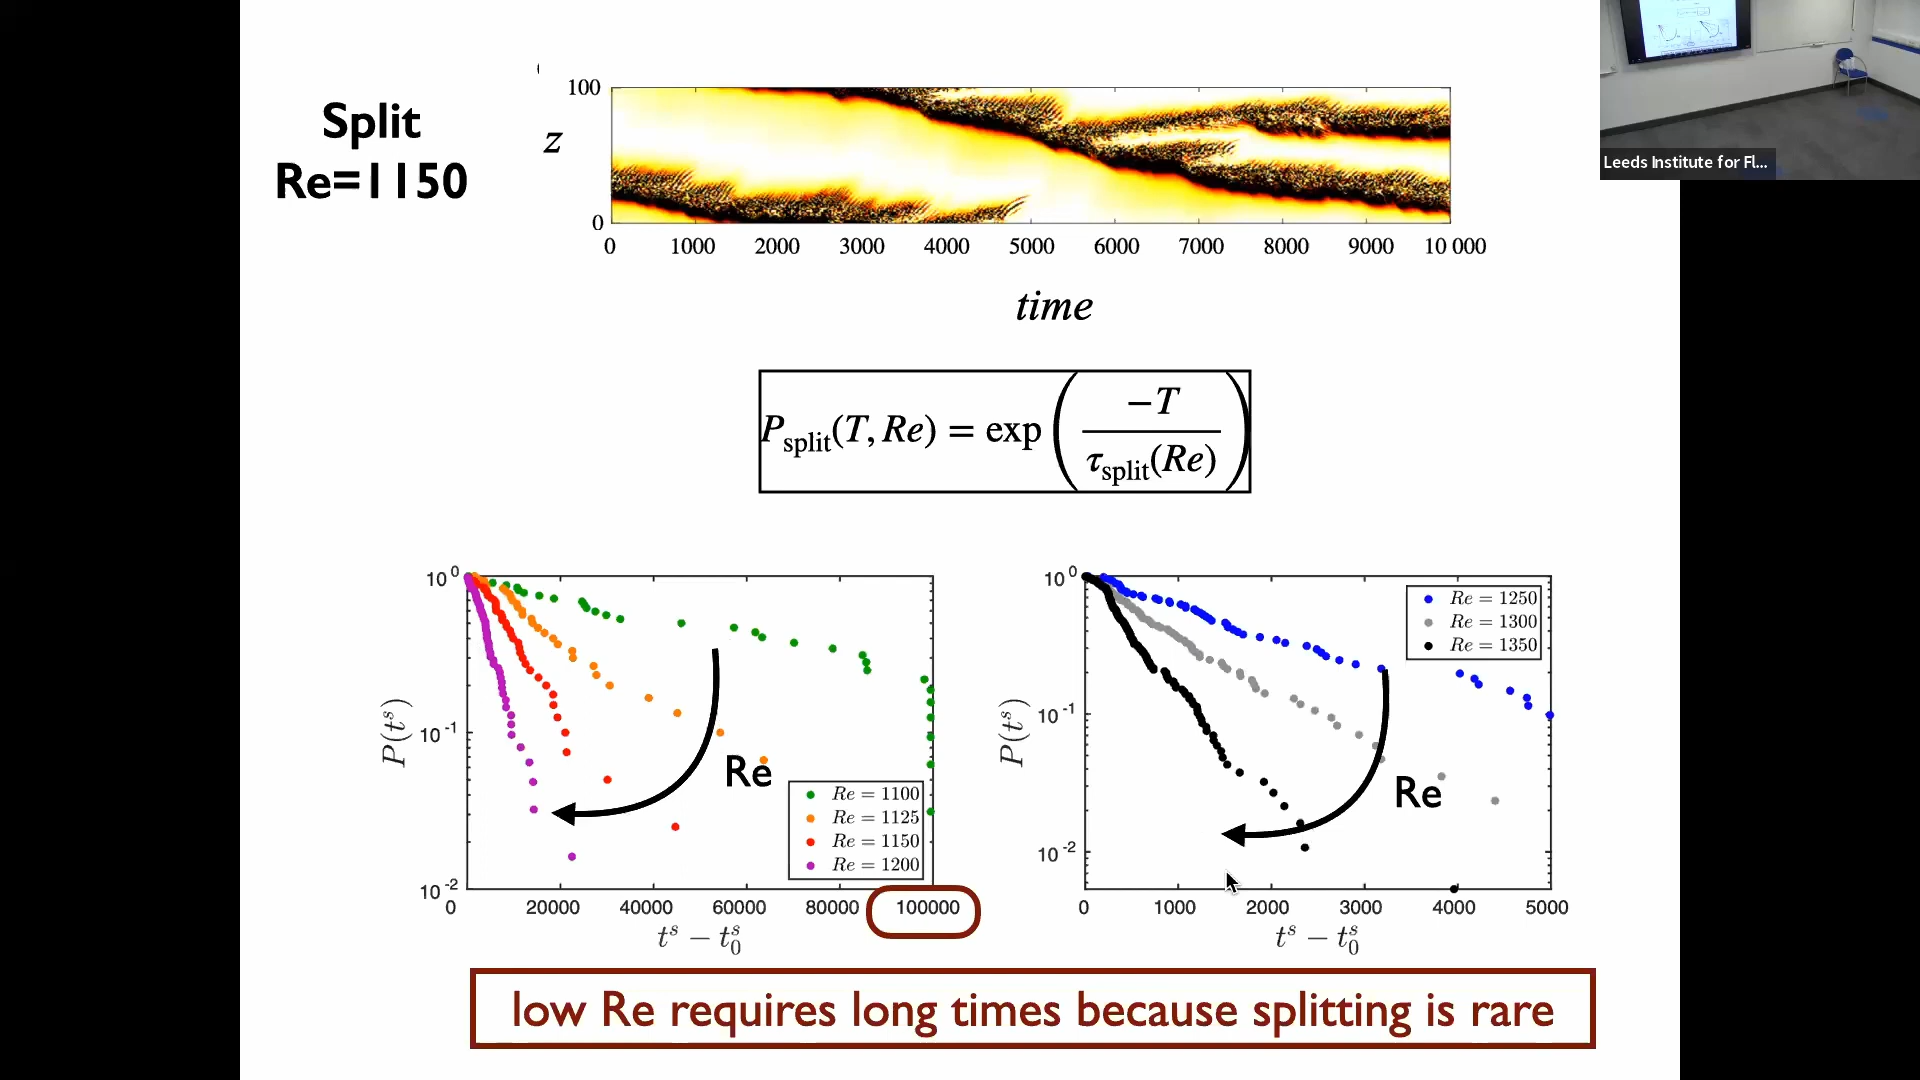 Split
Re=1150
z
100
0
0 1000 2000 3000 4000 5000 6000 7000 8000 9000 10 000
time
P_split(T, Re) = exp( −T / τ_split(Re) )
P(t^s)
10^0
10^-1
10^-2
0 20000 40000 60000 80000 100000
t^s − t_0^s
Re
Re = 1100
Re = 1125
Re = 1150
Re = 1200
P(t^s)
10^0
10^-1
10^-2
0 1000 2000 3000 4000 5000
t^s − t_0^s
Re
Re = 1250
Re = 1300
Re = 1350
low Re requires long times because splitting is rare
Leeds Institute for Fl...